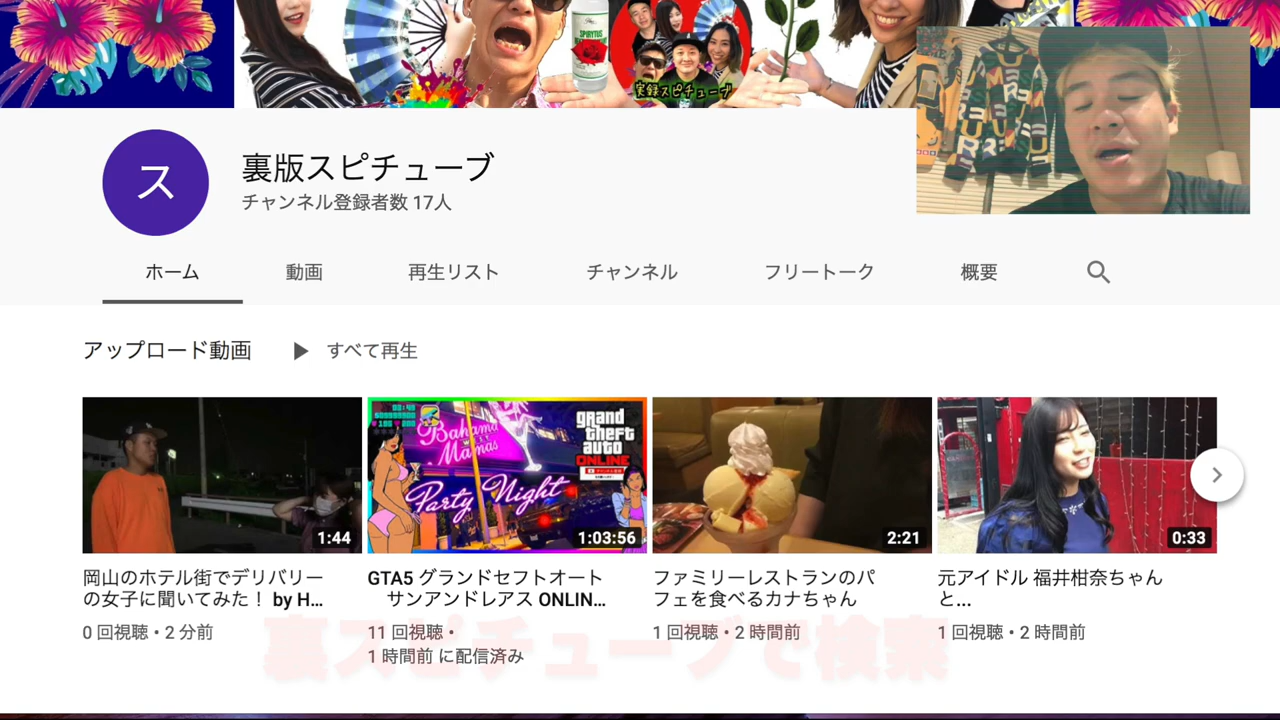 SPIRYTUS
実録スピチューブ
ス
裏版スピチューブ
チャンネル登録者数 17人
ホーム
動画
再生リスト
チャンネル
フリートーク
概要
アップロード動画
すべて再生
Bahama
Mamas
Party Night
grand
theft
auto
ONLINE
1:44
1:03:56
2:21
0:33
岡山のホテル街でデリバリー
の女子に聞いてみた！ by H...
0 回視聴・2 分前
GTA5 グランドセフトオート
サンアンドレアス ONLIN...
11 回視聴・
1 時間前 に配信済み
ファミリーレストランのパ
フェを食べるカナちゃん
1 回視聴・2 時間前
元アイドル 福井柑奈ちゃん
と...
1 回視聴・2 時間前
裏スピチューブで検索